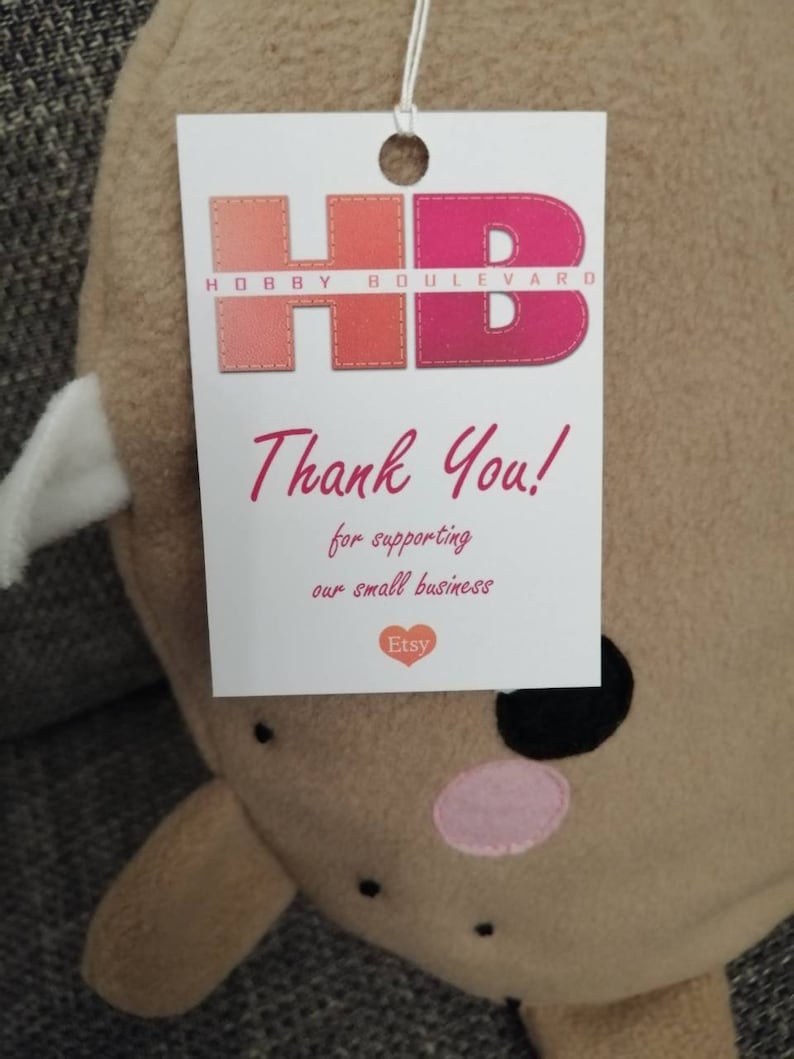 HB
HOBBY BOULEVARD
Thank You!
for supporting
our small business
Etsy